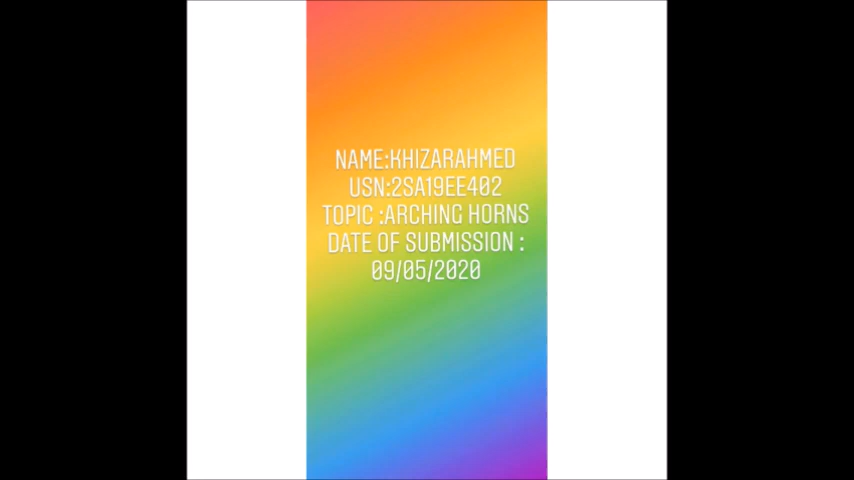 NAME:KHIZARAHMED
USN:2SA19EE402
TOPIC :ARCHING HORNS
DATE OF SUBMISSION :
09/05/2020